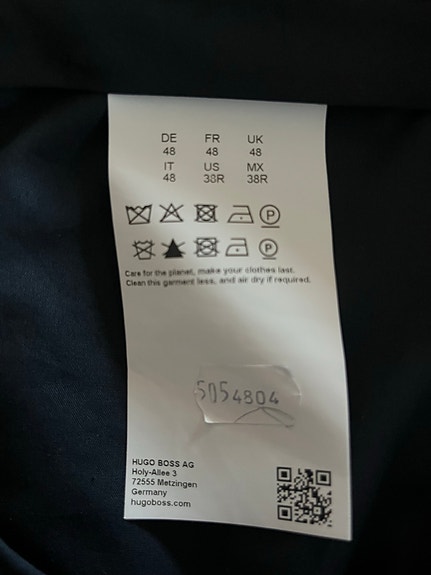 DE FR UK
48 48 48
IT US MX
48 38R 38R
P
P
Care for the planet, make your clothes last.
Clean this garment less, and air dry if required.
5054804
HUGO BOSS AG
Holy-Allee 3
72555 Metzingen
Germany
hugoboss.com